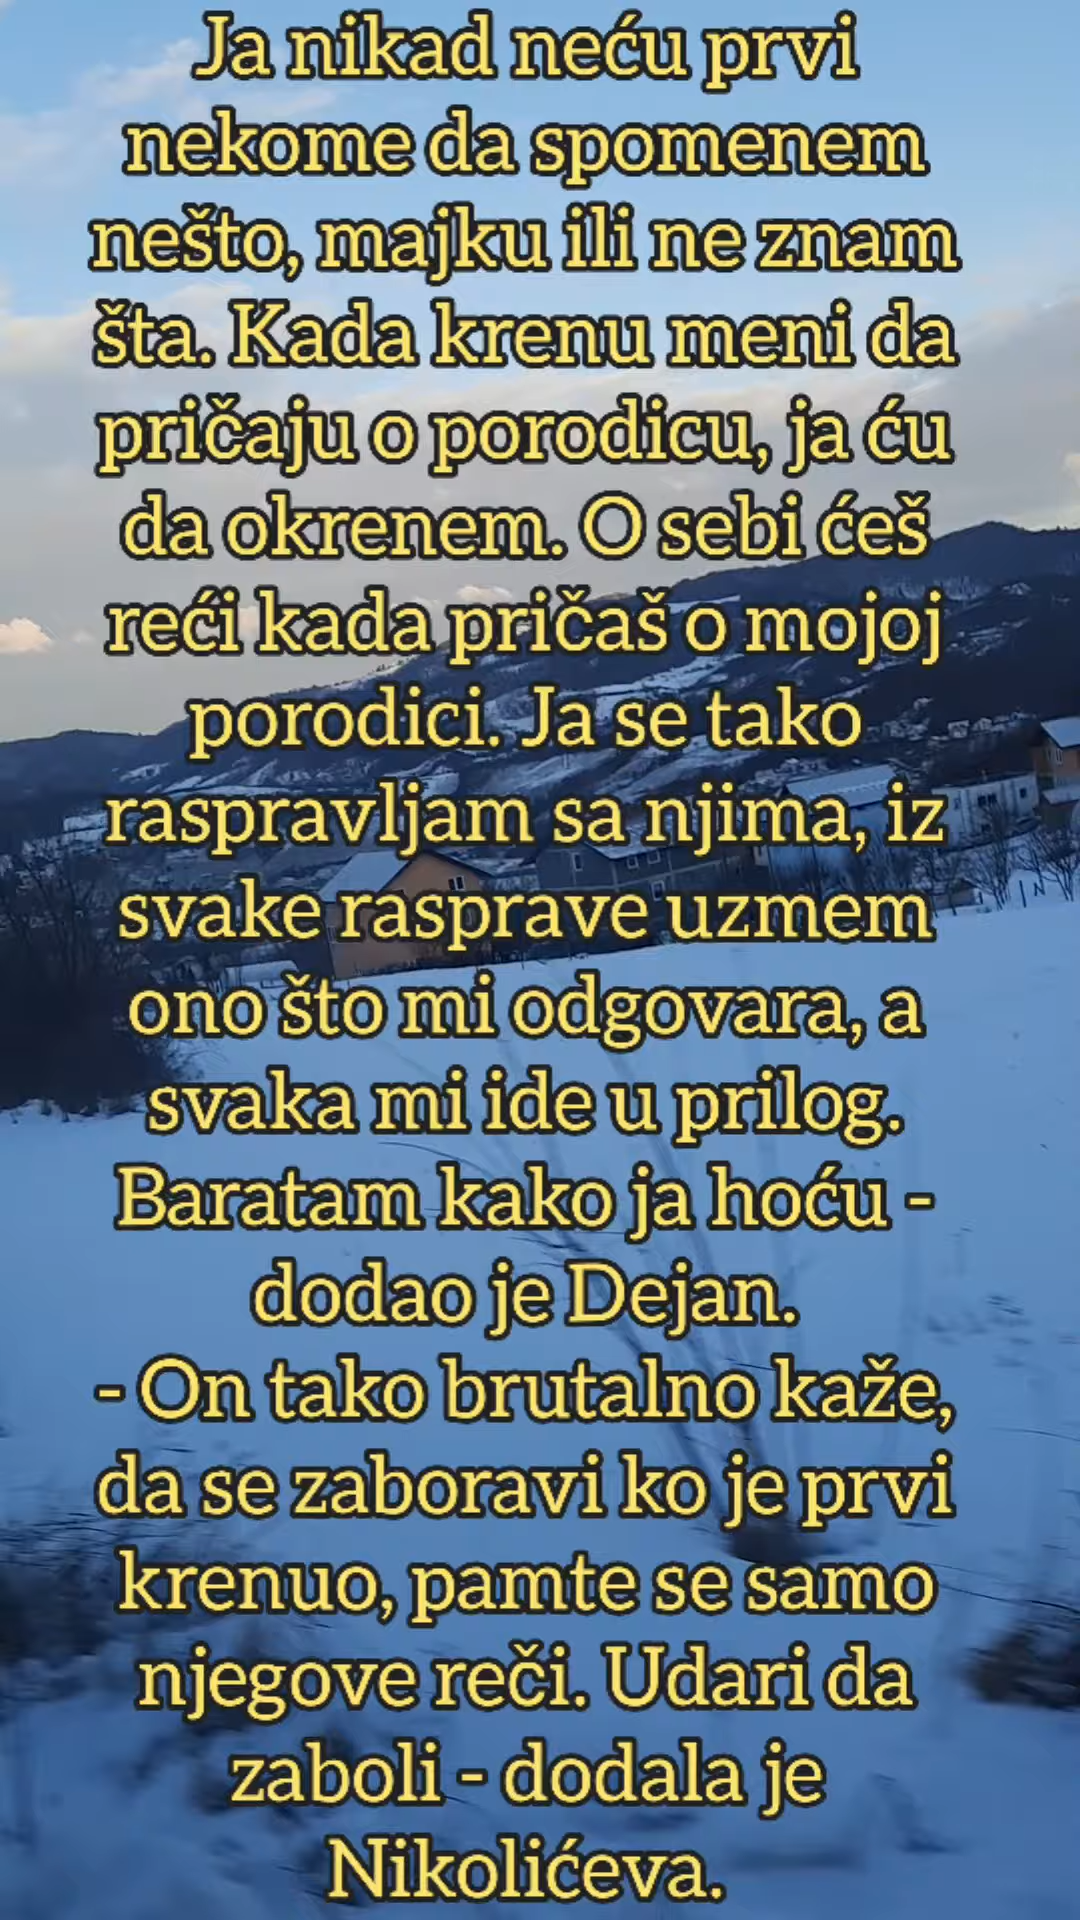 Ja nikad neću prvi
nekome da spomenem
nešto, majku ili ne znam
šta. Kada krenu meni da
pričaju o porodicu, ja ću
da okrenem. O sebi ćeš
reći kada pričaš o mojoj
porodici. Ja se tako
raspravljam sa njima, iz
svake rasprave uzmem
ono što mi odgovara, a
svaka mi ide u prilog.
Baratam kako ja hoću -
dodao je Dejan.
- On tako brutalno kaže,
da se zaboravi ko je prvi
krenuo, pamte se samo
njegove reči. Udari da
zaboli - dodala je
Nikolićeva.